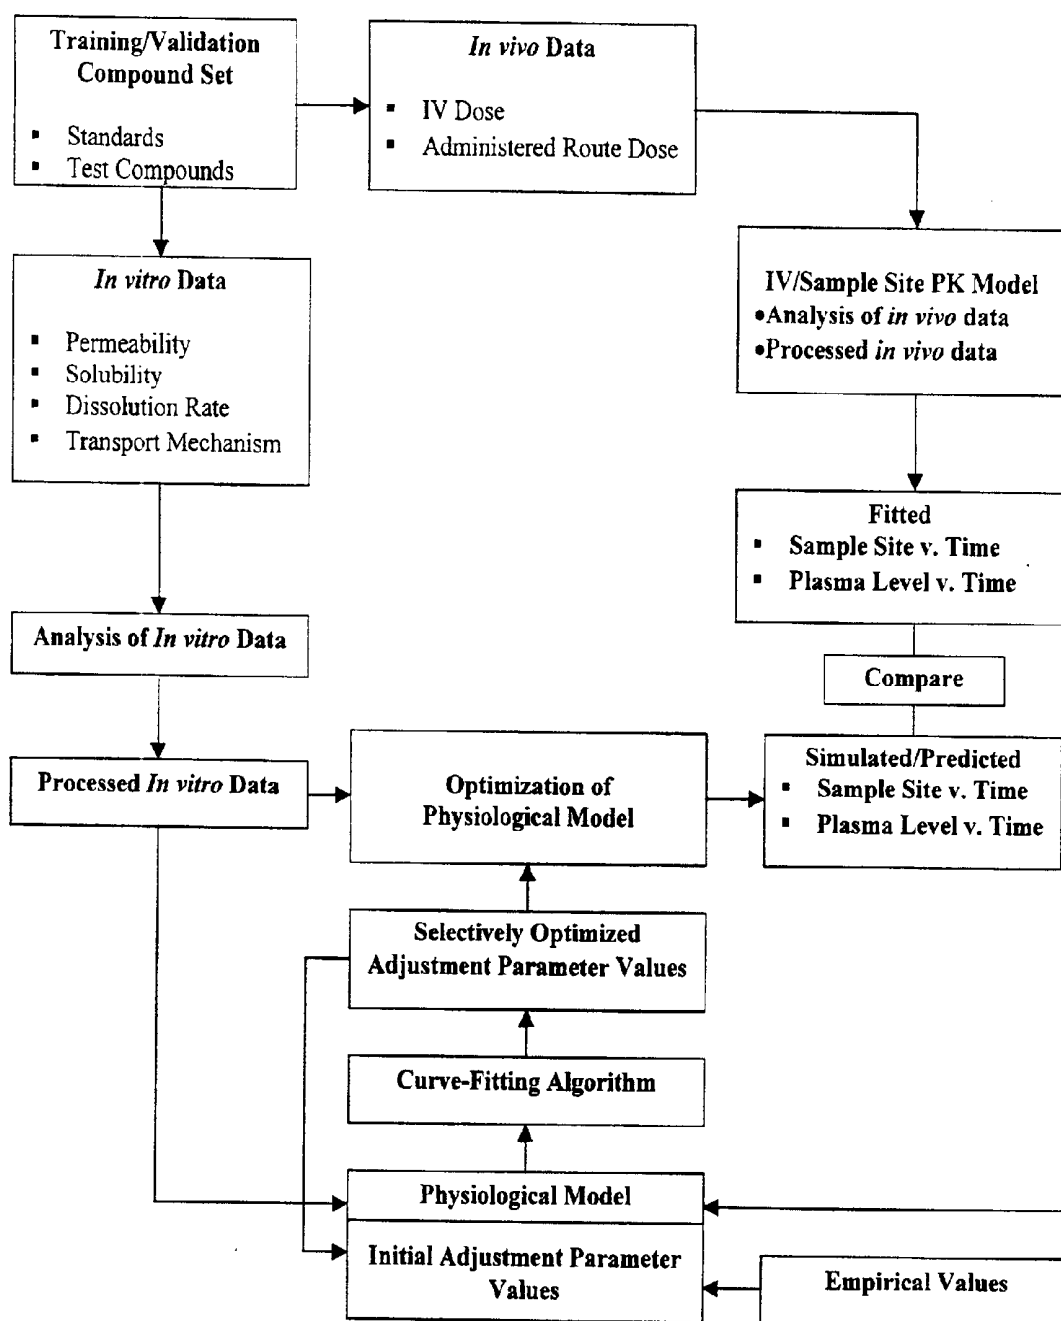 Training/Validation
Compound Set
▪ Standards
▪ Test Compounds
In vivo Data
▪ IV Dose
▪ Administered Route Dose
In vitro Data
▪ Permeability
▪ Solubility
▪ Dissolution Rate
▪ Transport Mechanism
IV/Sample Site PK Model
•Analysis of in vivo data
•Processed in vivo data
Fitted
▪ Sample Site v. Time
▪ Plasma Level v. Time
Analysis of In vitro Data
Compare
Processed In vitro Data
Optimization of
Physiological Model
Simulated/Predicted
▪ Sample Site v. Time
▪ Plasma Level v. Time
Selectively Optimized
Adjustment Parameter Values
Curve-Fitting Algorithm
Physiological Model
Initial Adjustment Parameter
Values
Empirical Values